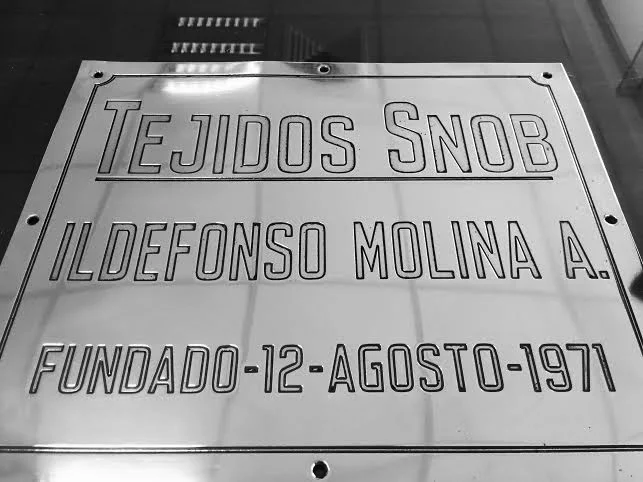 TEJIDOS SNOB
ILDEFONSO MOLINA A.
FUNDADO-12-AGOSTO-1971